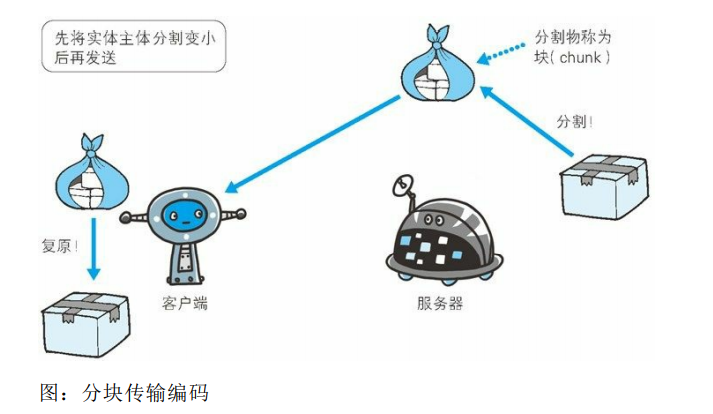 先将实体主体分割变小
后再发送
分割物称为
块( chunk )
分割!
复原!
客户端
服务器
图：分块传输编码